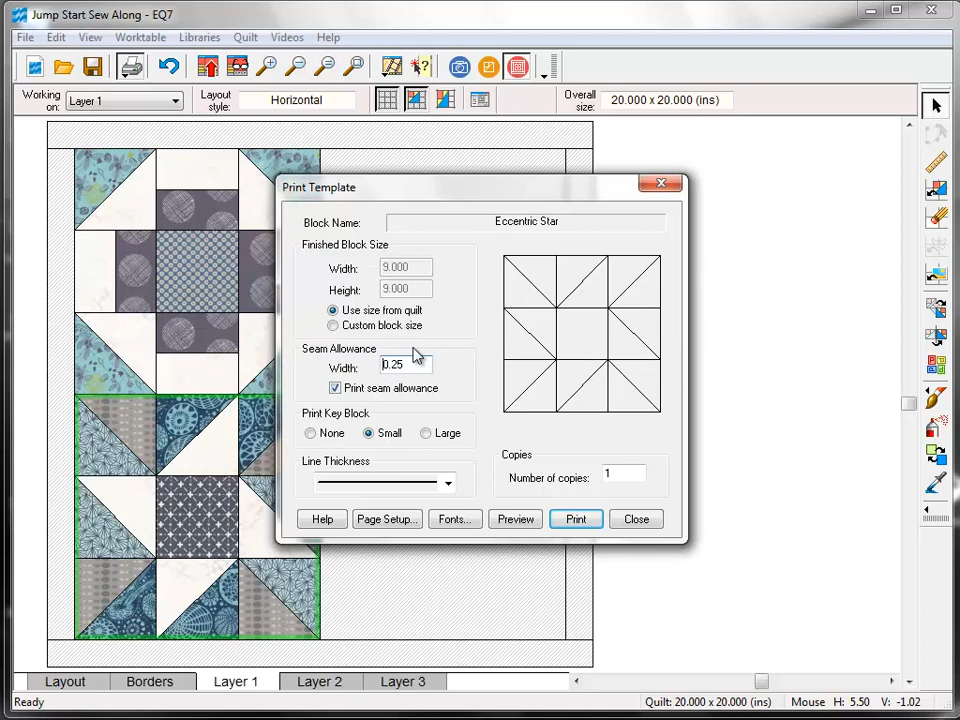 Jump Start Sew Along - EQ7
File Edit View Worktable Libraries Quilt Videos Help
Working on: Layer 1 Layout style: Horizontal Overall size: 20.000 x 20.000 (ins)
Print Template
Block Name: Eccentric Star
Finished Block Size
Width: 9.000
Height: 9.000
Use size from quilt
Custom block size
Seam Allowance
Width: 0.25
Print seam allowance
Print Key Block
None Small Large
Line Thickness
Copies
Number of copies: 1
Help Page Setup... Fonts... Preview Print Close
Layout Borders Layer 1 Layer 2 Layer 3
Ready Quilt: 20.000 x 20.000 (ins) Mouse H: 5.50 V: -1.02